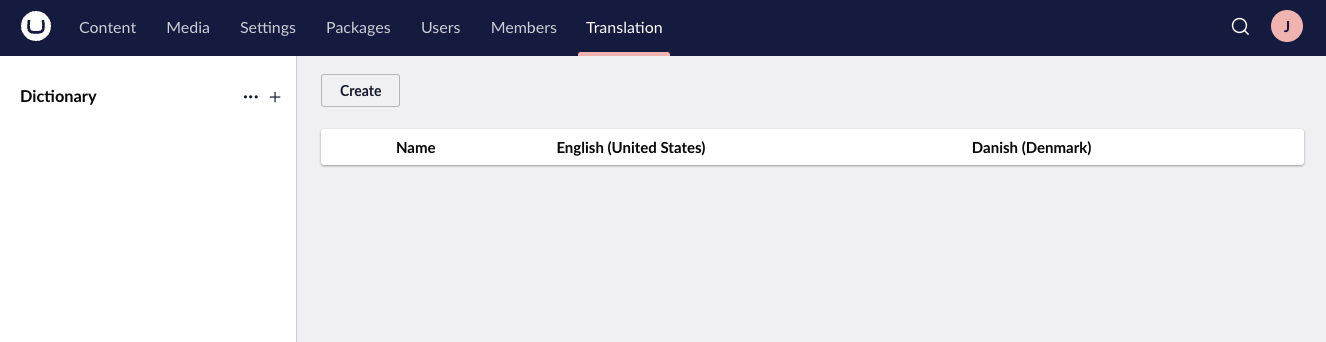 Content Media Settings Packages Users Members Translation J
Dictionary
Create
Name English (United States) Danish (Denmark)